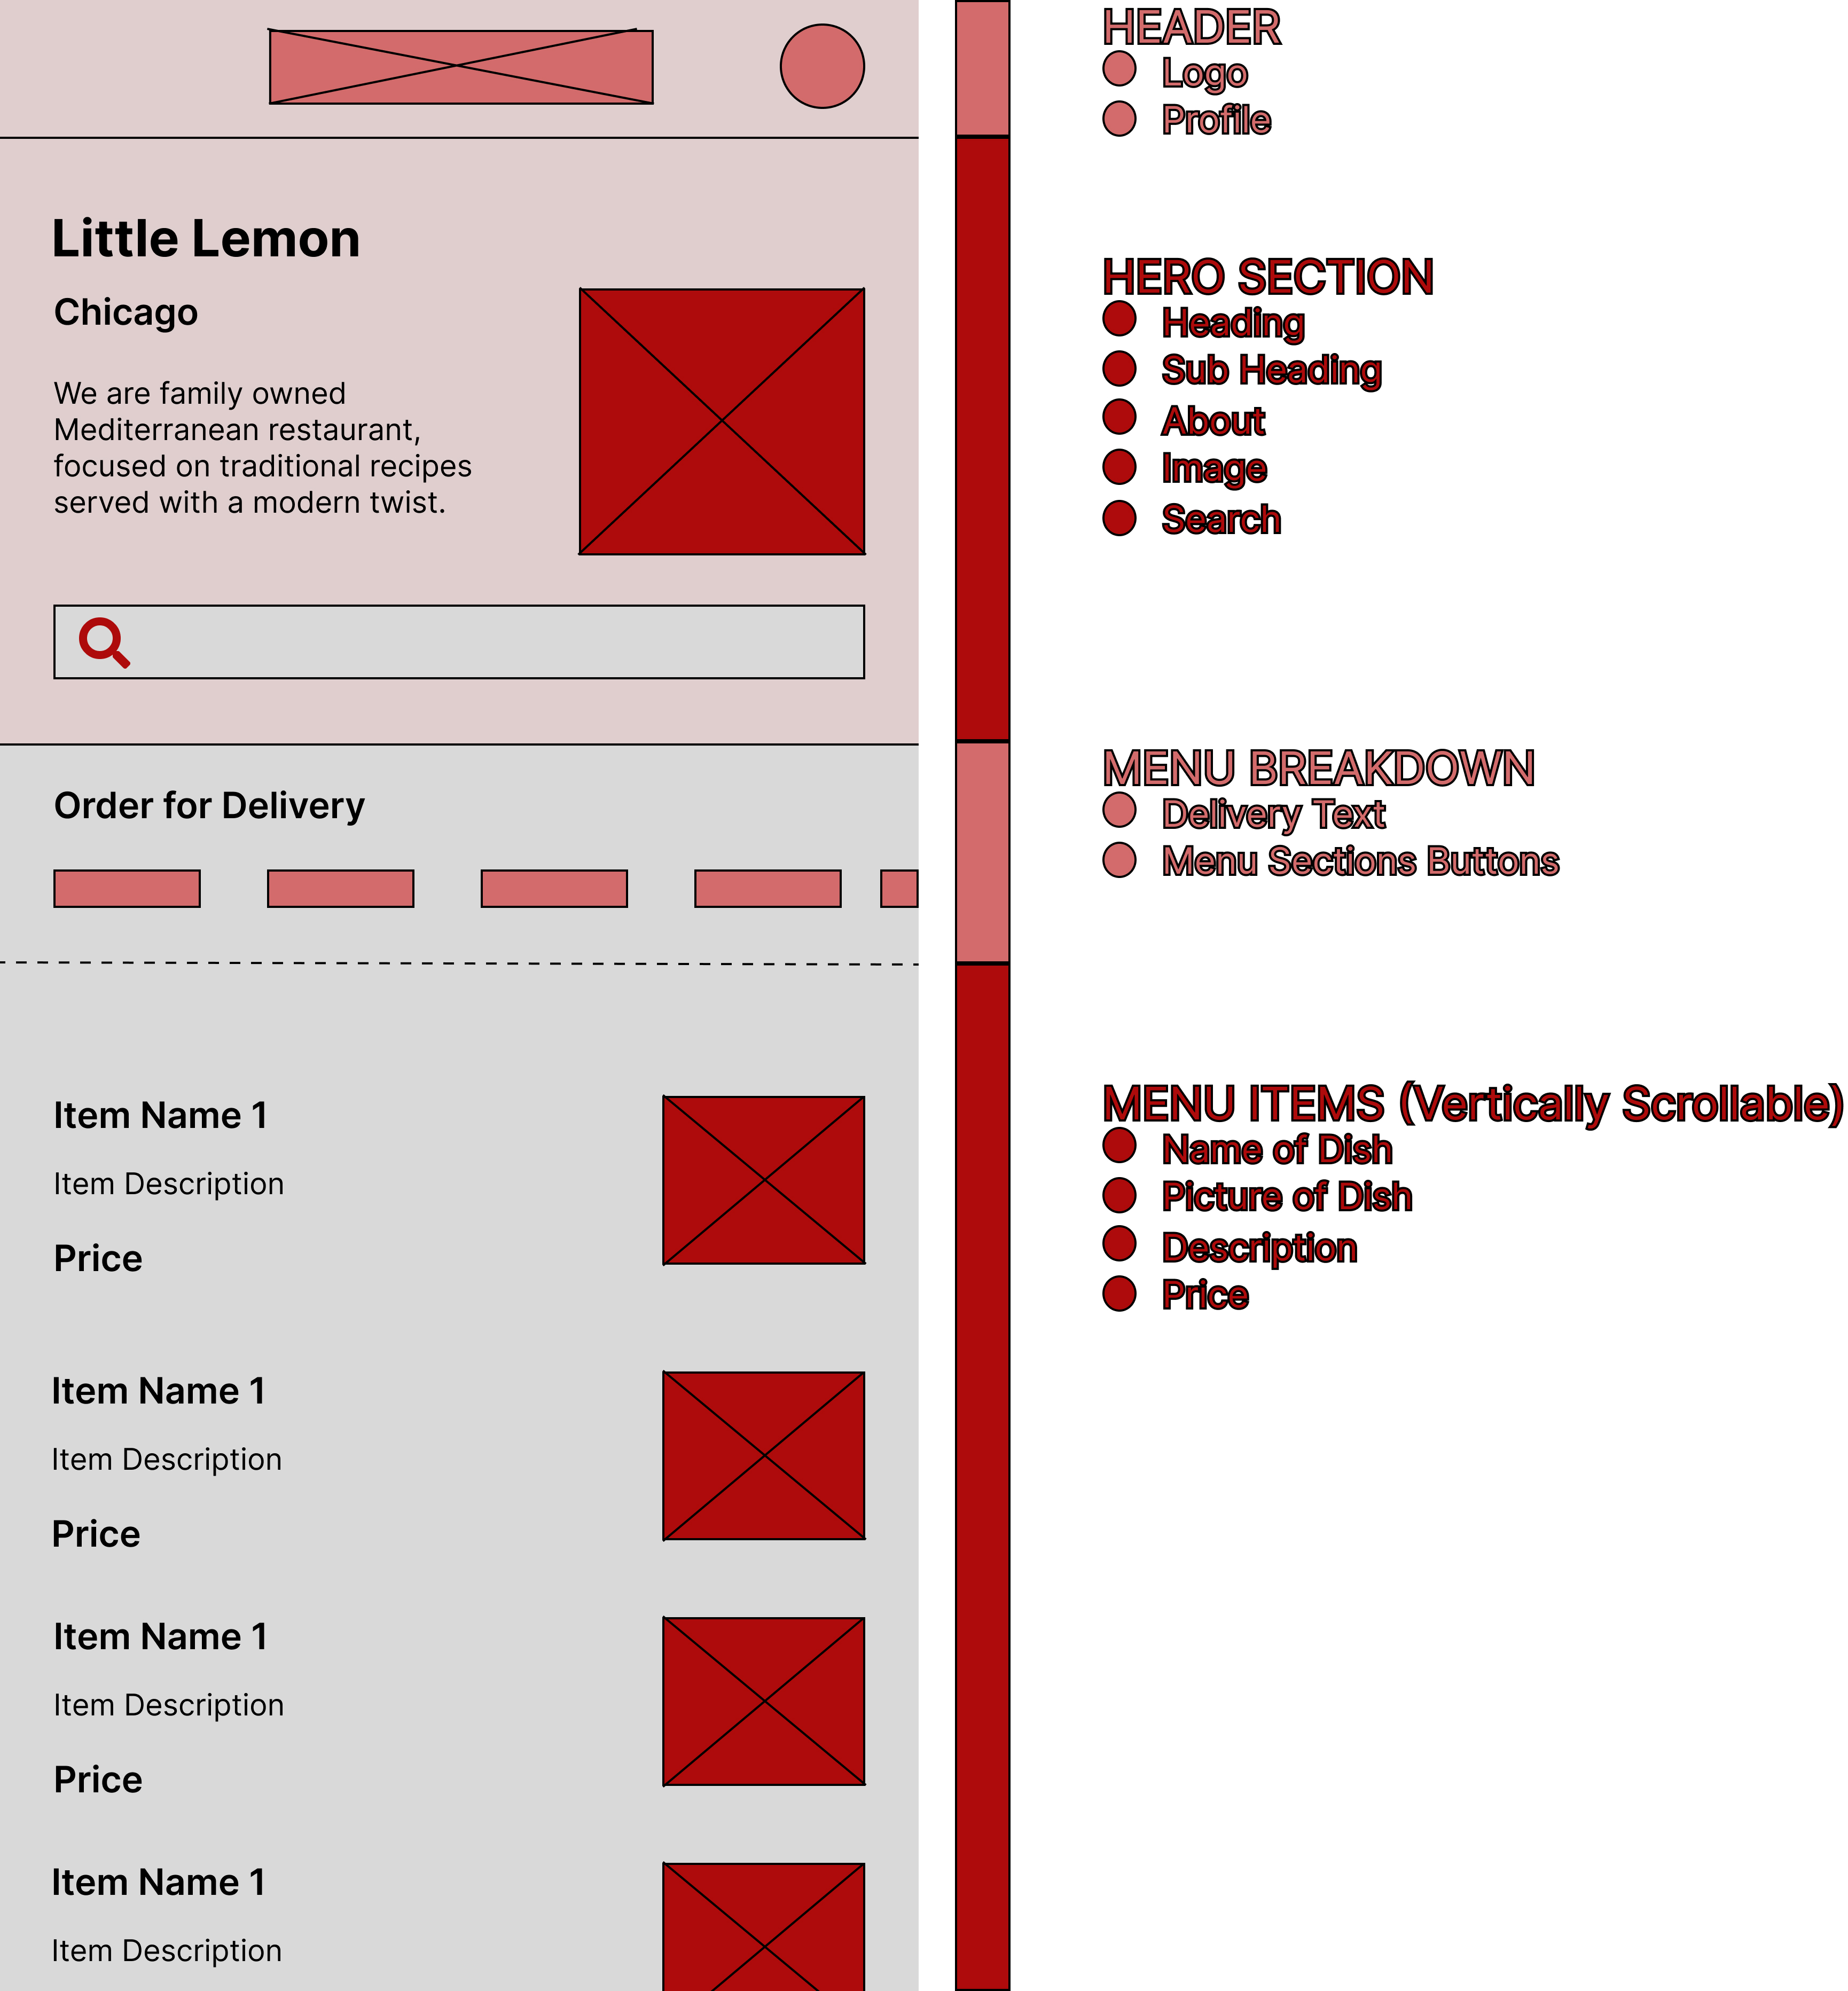 Little Lemon
Chicago
We are family owned
Mediterranean restaurant,
focused on traditional recipes
served with a modern twist.
Order for Delivery
Item Name 1
Item Description
Price
Item Name 1
Item Description
Price
Item Name 1
Item Description
Price
Item Name 1
Item Description
HEADER
Logo
Profile
HERO SECTION
Heading
Sub Heading
About
Image
Search
MENU BREAKDOWN
Delivery Text
Menu Sections Buttons
MENU ITEMS (Vertically Scrollable)
Name of Dish
Picture of Dish
Description
Price